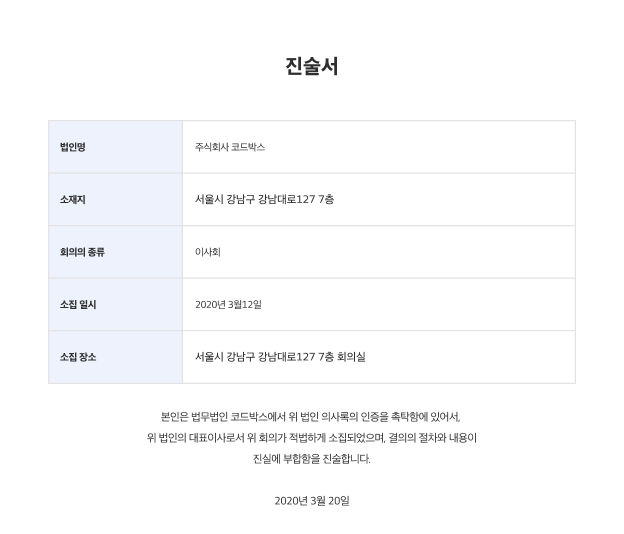 진술서
법인명 주식회사 코드박스
소재지 서울시 강남구 강남대로127 7층
회의의 종류 이사회
소집 일시 2020년 3월12일
소집 장소 서울시 강남구 강남대로127 7층 회의실
본인은 법무법인 코드박스에서 위 법인 의사록의 인증을 촉탁함에 있어서,
위 법인의 대표이사로서 위 회의가 적법하게 소집되었으며, 결의의 절차와 내용이
진실에 부합함을 진술합니다.
2020년 3월 20일